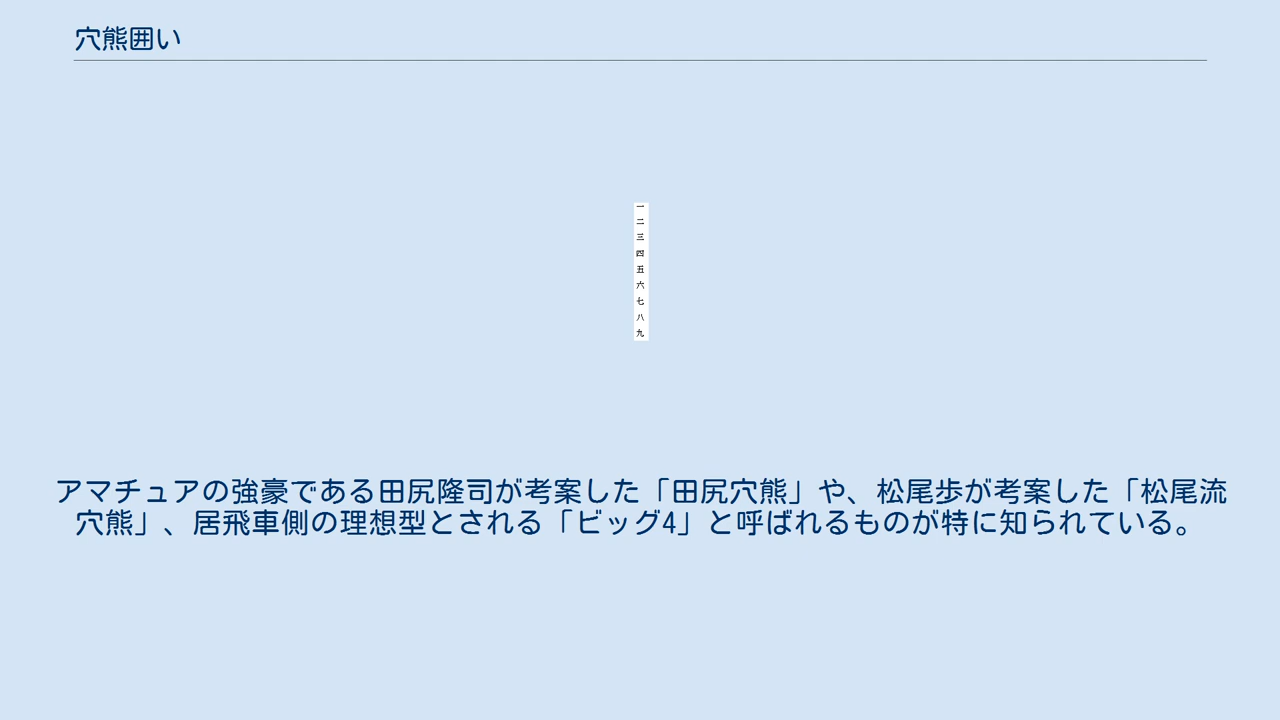 穴熊囲い
一
二
三
四
五
六
七
八
九
アマチュアの強豪である田尻隆司が考案した「田尻穴熊」や、松尾歩が考案した「松尾流
穴熊」、居飛車側の理想型とされる「ビッグ4」と呼ばれるものが特に知られている。